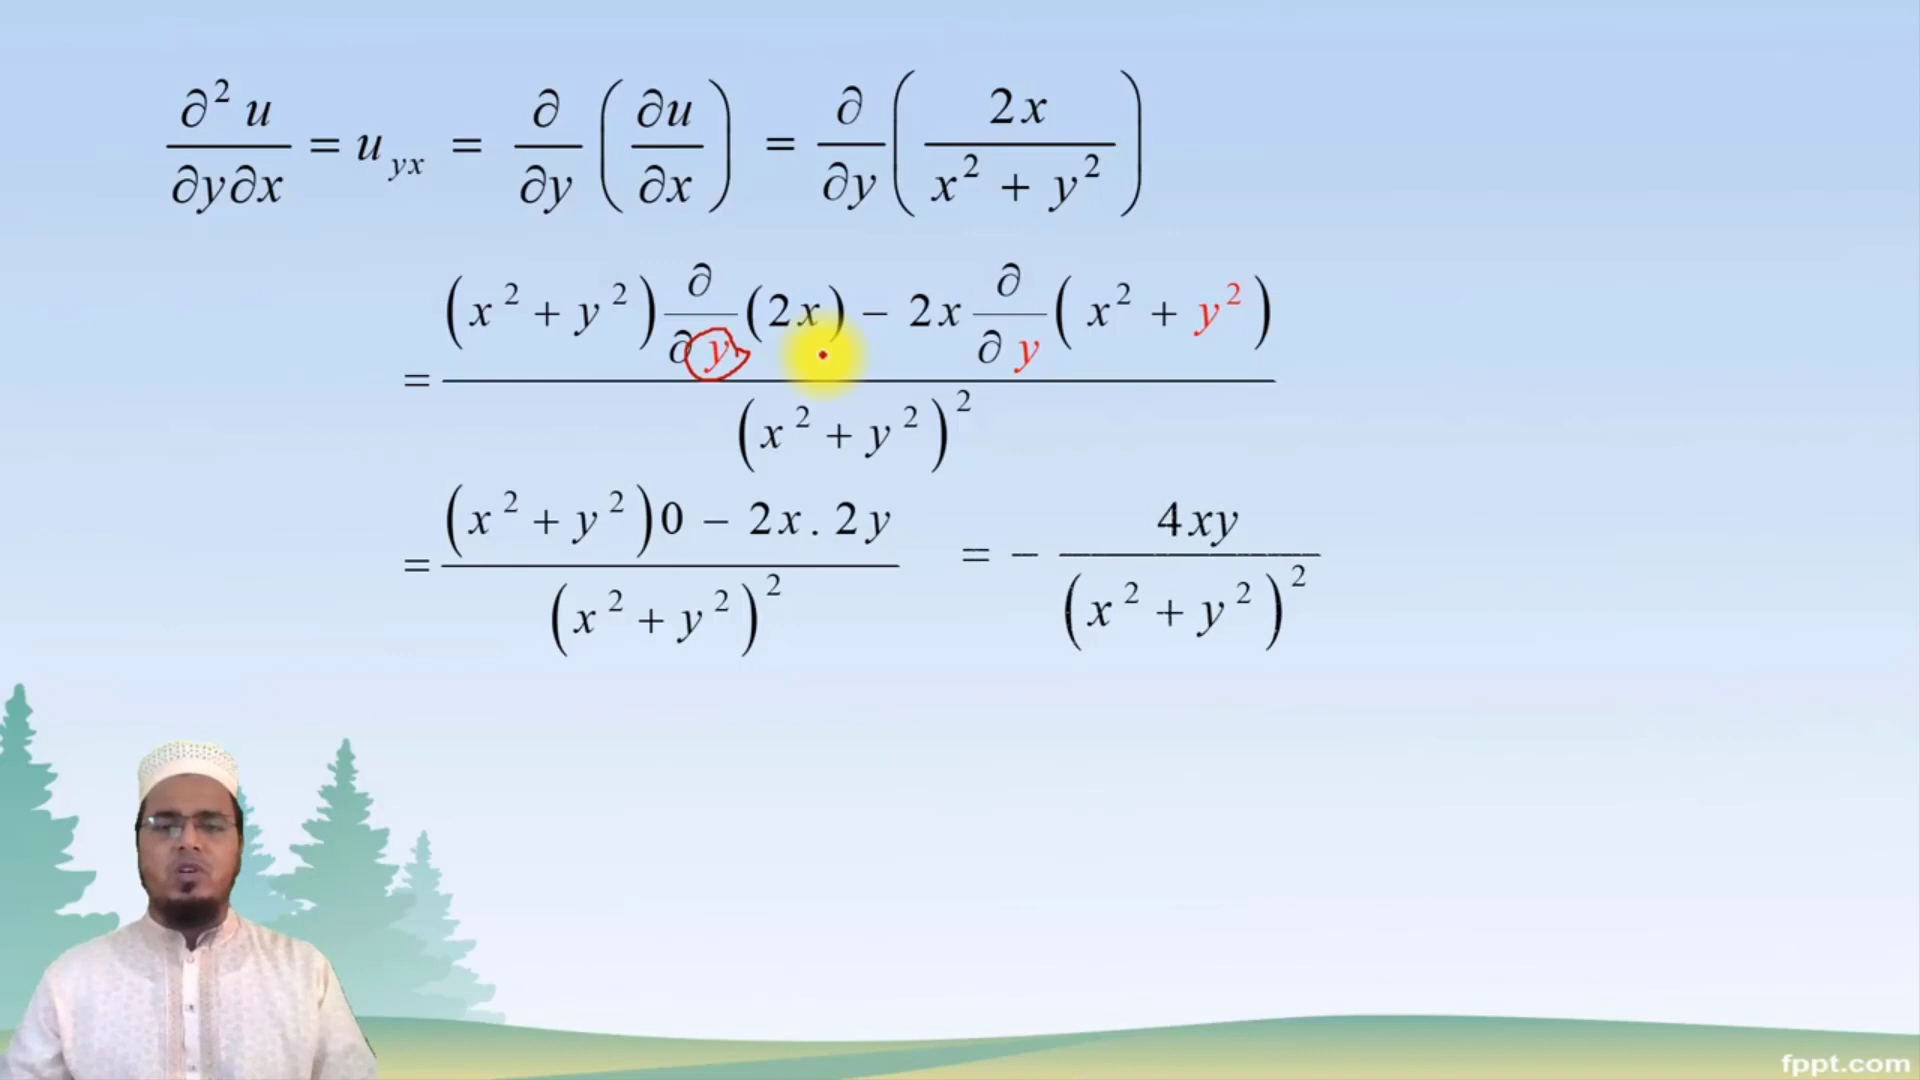 ∂²u/∂y∂x = u_yx = ∂/∂y (∂u/∂x) = ∂/∂y (2x/(x² + y²))
= ((x² + y²) ∂/∂y (2x) − 2x ∂/∂y (x² + y²))/(x² + y²)²
= ((x² + y²)0 − 2x . 2y)/(x² + y²)² = − 4xy/(x² + y²)²
fppt.com